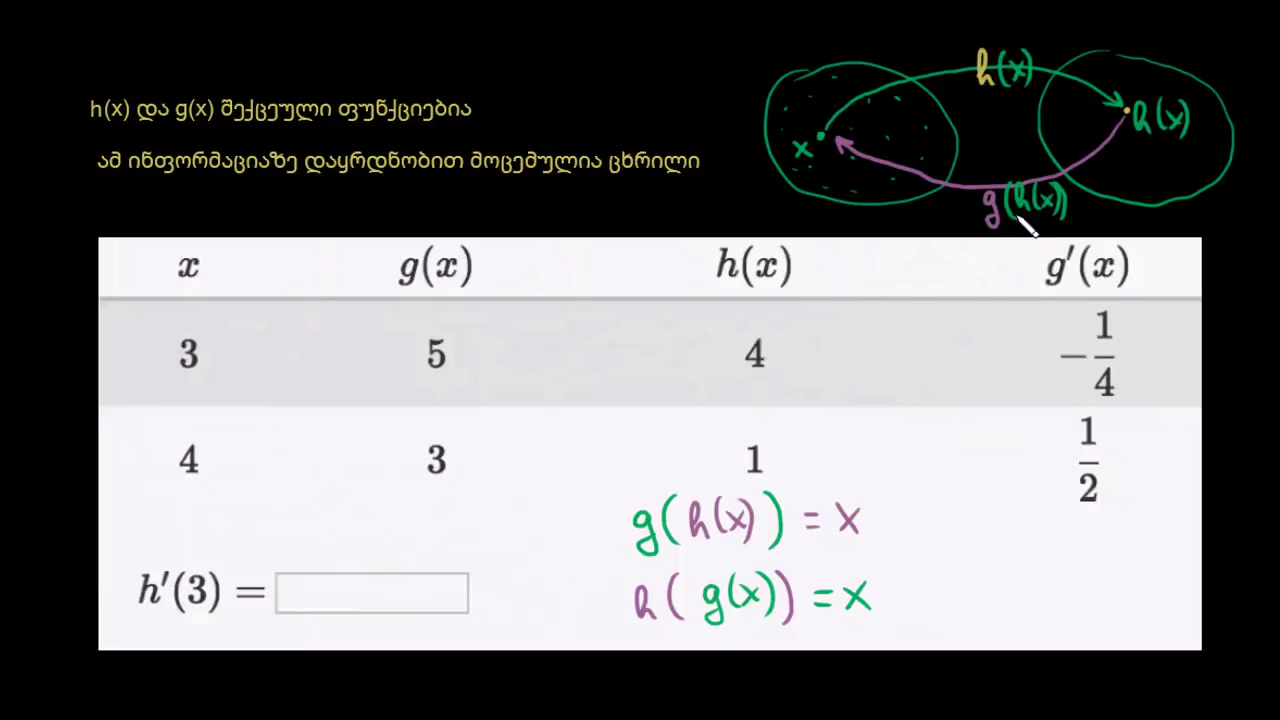 h(x)
h(x) და g(x) შექცეული ფუნქციებია
h(x)
x
ამ ინფორმაციაზე დაყრდნობით მოცემულია ცხრილი
g(h(x))
x g(x) h(x) g′(x)
3 5 4 −1/4
4 3 1 1/2
g(h(x)) = x
h′(3) =
h(g(x)) = x